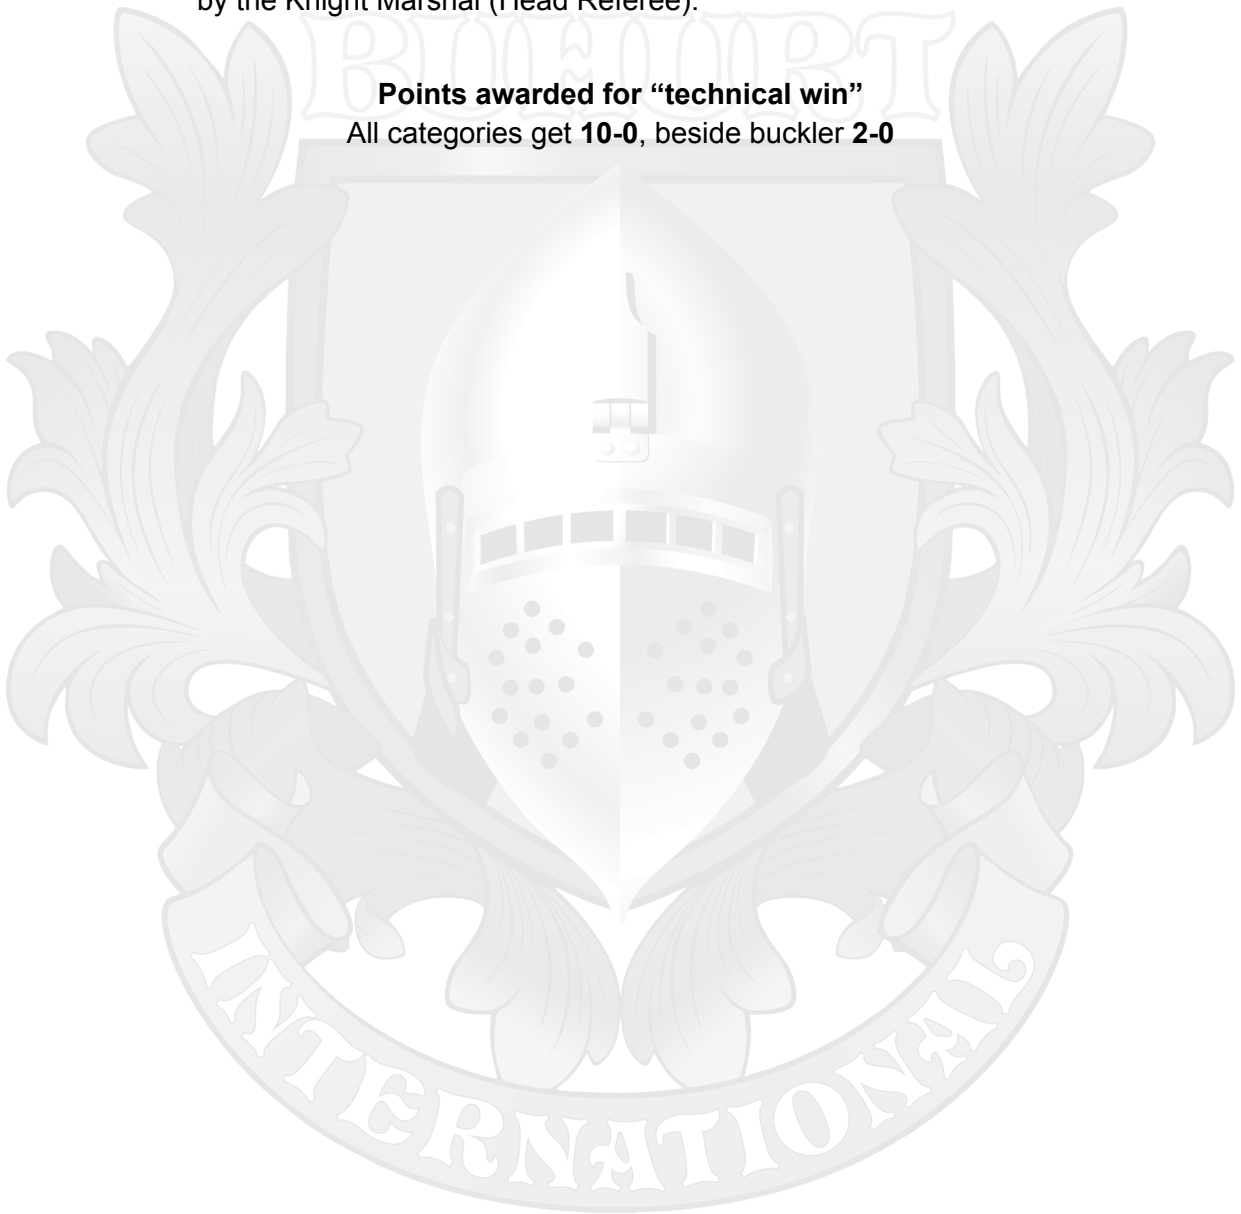 by the Knight Marshal (Head Referee).
BUHURT
Points awarded for “technical win”
All categories get 10-0, beside buckler 2-0
INTERNATIONAL